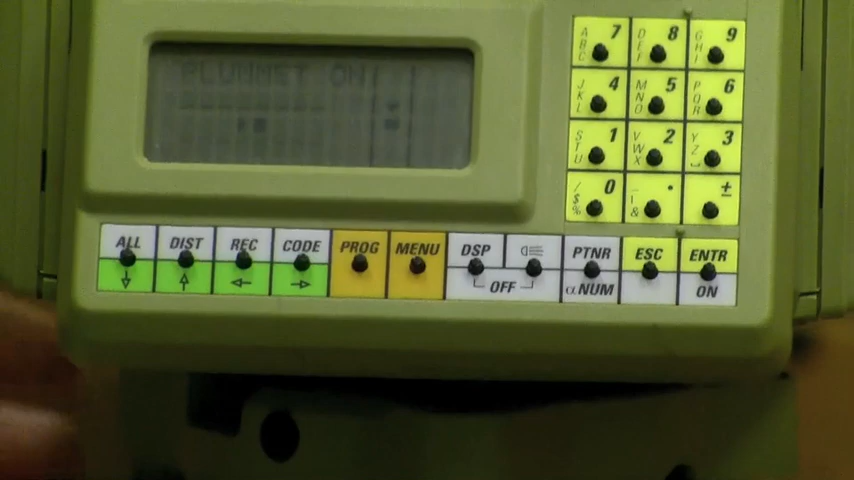 PLUMMET ON
7 8 9
ABC DEF GHI
4 5 6
JKL MNO PQR
1 2 3
STU VWX YZ␣
0 . ±
/$% _!&
ALL DIST REC CODE PROG MENU DSP PTNR ESC ENTR
↓ ↑ ← → OFF αNUM ON